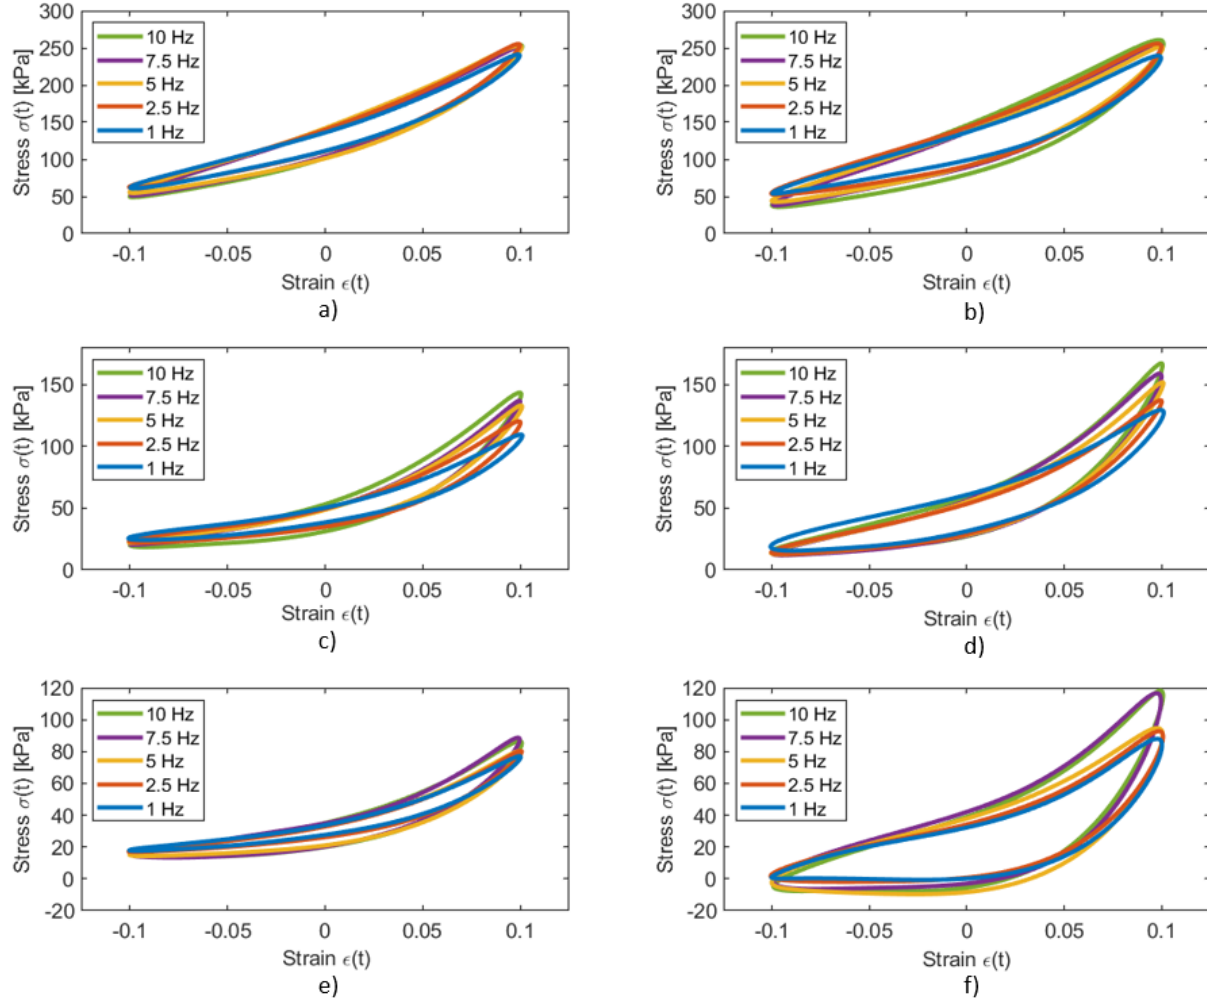 300
250
200
150
100
50
0
Stress σ(t) [kPa]
10 Hz
7.5 Hz
5 Hz
2.5 Hz
1 Hz
-0.1 -0.05 0 0.05 0.1
Strain ϵ(t)
a)
300
250
200
150
100
50
0
Stress σ(t) [kPa]
10 Hz
7.5 Hz
5 Hz
2.5 Hz
1 Hz
-0.1 -0.05 0 0.05 0.1
Strain ϵ(t)
b)
150
100
50
0
Stress σ(t) [kPa]
10 Hz
7.5 Hz
5 Hz
2.5 Hz
1 Hz
-0.1 -0.05 0 0.05 0.1
Strain ϵ(t)
c)
150
100
50
0
Stress σ(t) [kPa]
10 Hz
7.5 Hz
5 Hz
2.5 Hz
1 Hz
-0.1 -0.05 0 0.05 0.1
Strain ϵ(t)
d)
120
100
80
60
40
20
0
-20
Stress σ(t) [kPa]
10 Hz
7.5 Hz
5 Hz
2.5 Hz
1 Hz
-0.1 -0.05 0 0.05 0.1
Strain ϵ(t)
e)
120
100
80
60
40
20
0
-20
Stress σ(t) [kPa]
10 Hz
7.5 Hz
5 Hz
2.5 Hz
1 Hz
-0.1 -0.05 0 0.05 0.1
Strain ϵ(t)
f)